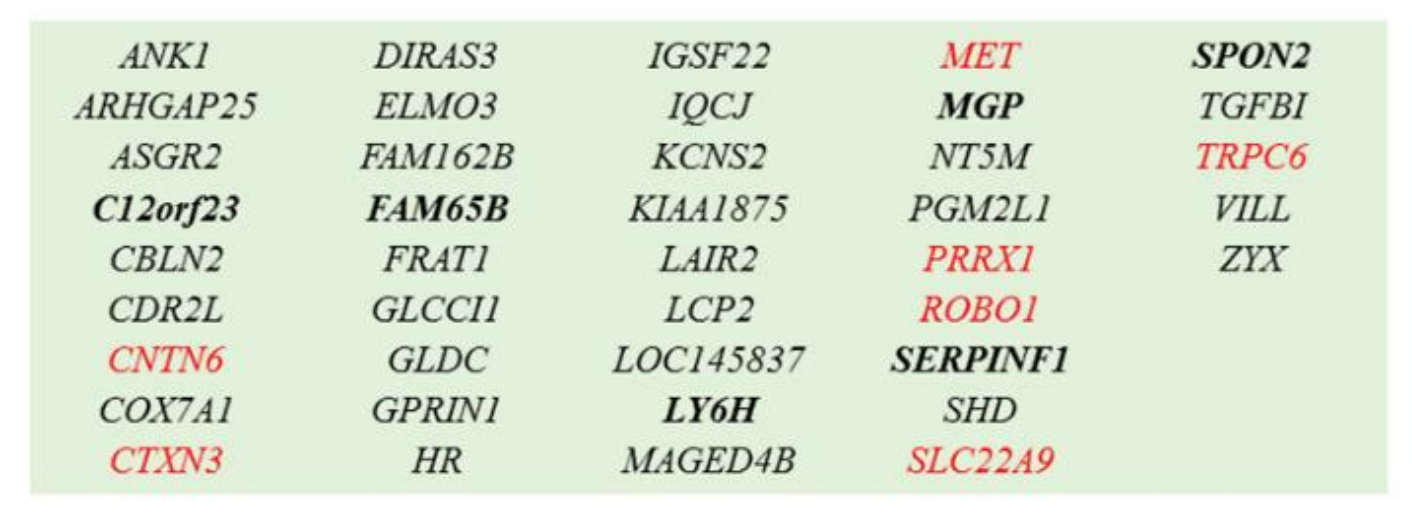 ANK1 DIRAS3 IGSF22 MET SPON2
ARHGAP25 ELMO3 IQCJ MGP TGFBI
ASGR2 FAM162B KCNS2 NT5M TRPC6
C12orf23 FAM65B KIAA1875 PGM2L1 VILL
CBLN2 FRAT1 LAIR2 PRRX1 ZYX
CDR2L GLCCI1 LCP2 ROBO1
CNTN6 GLDC LOC145837 SERPINF1
COX7A1 GPRIN1 LY6H SHD
CTXN3 HR MAGED4B SLC22A9